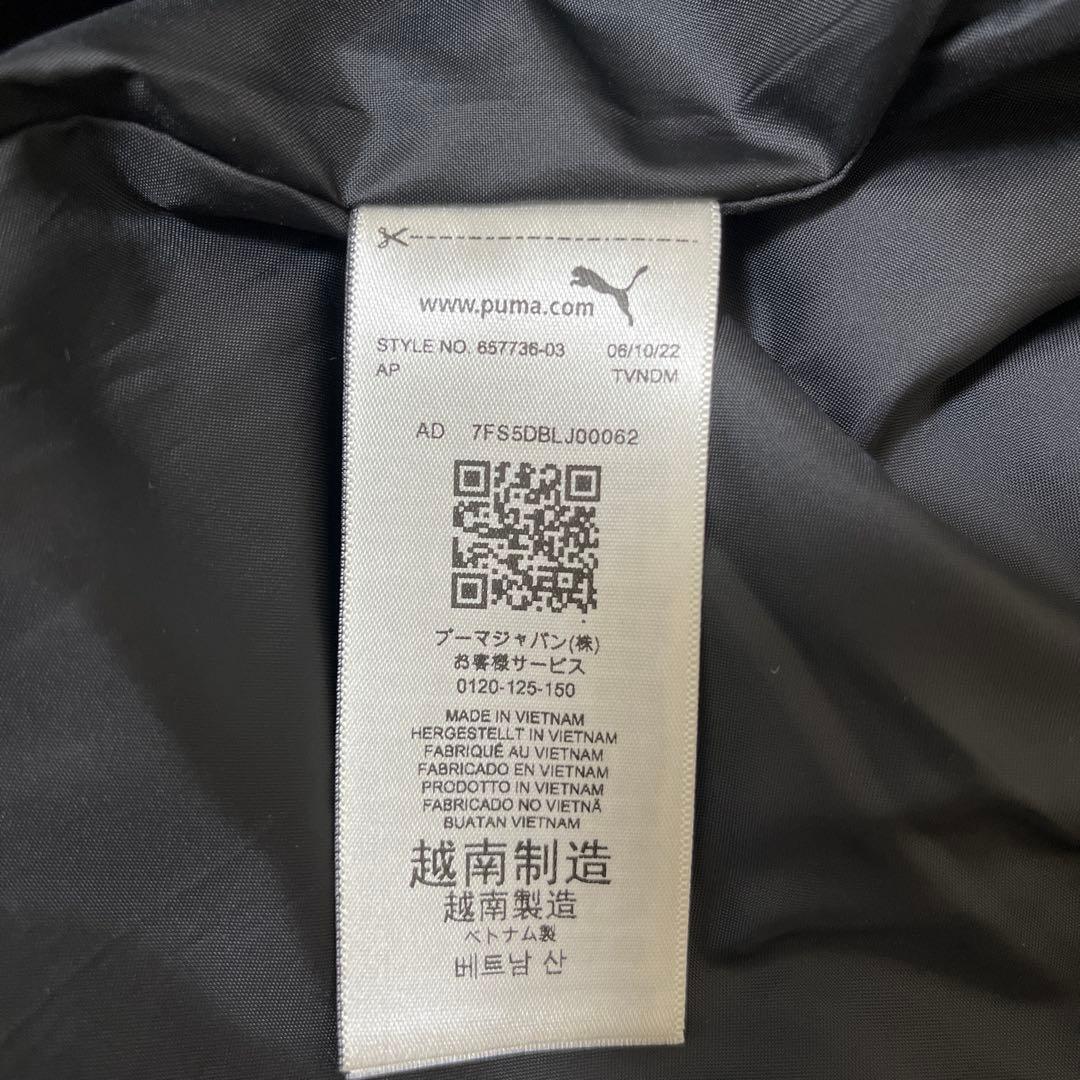 www.puma.com
STYLE NO. 657736-03 06/10/22
AP TVNDM
AD 7FS5DBLJ00062
プーマジャパン(株)
お客様サービス
0120-125-150
MADE IN VIETNAM
HERGESTELLT IN VIETNAM
FABRIQUÉ AU VIETNAM
FABRICADO EN VIETNAM
PRODOTTO IN VIETNAM
FABRICADO NO VIETNÃ
BUATAN VIETNAM
越南制造
越南製造
ベトナム製
베트남 산